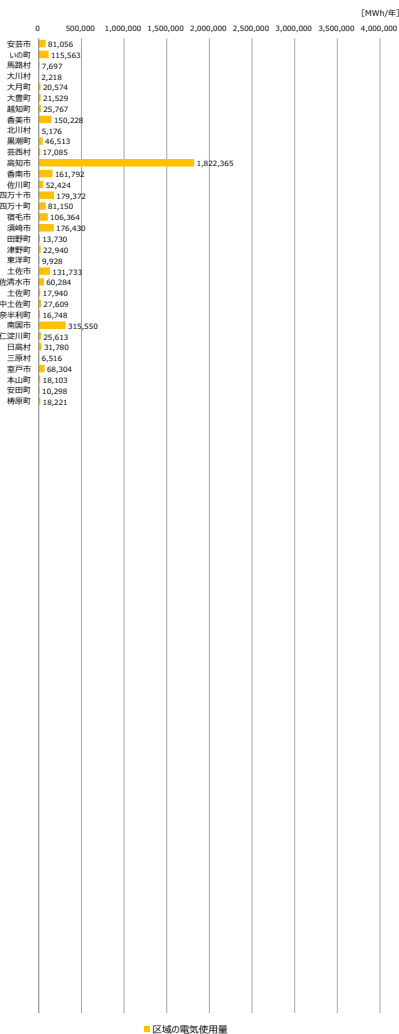 [MWh/年]
0 500,000 1,000,000 1,500,000 2,000,000 2,500,000 3,000,000 3,500,000 4,000,000
安芸市 81,056
いの町 115,563
馬路村 7,697
大川村 2,218
大月町 20,574
大豊町 21,529
越知町 25,767
香美市 150,228
北川村 5,176
黒潮町 46,513
芸西村 17,085
高知市 1,822,365
香南市 161,792
佐川町 52,424
四万十市 179,372
四万十町 81,150
宿毛市 106,364
須崎市 176,430
田野町 13,730
津野町 22,940
東洋町 9,928
土佐市 131,733
佐清水市 60,284
土佐町 17,940
中土佐町 27,609
奈半利町 16,748
南国市 315,550
仁淀川町 25,613
日高村 31,780
三原村 6,516
室戸市 68,304
本山町 18,103
安田町 10,298
梼原町 18,221
区域の電気使用量